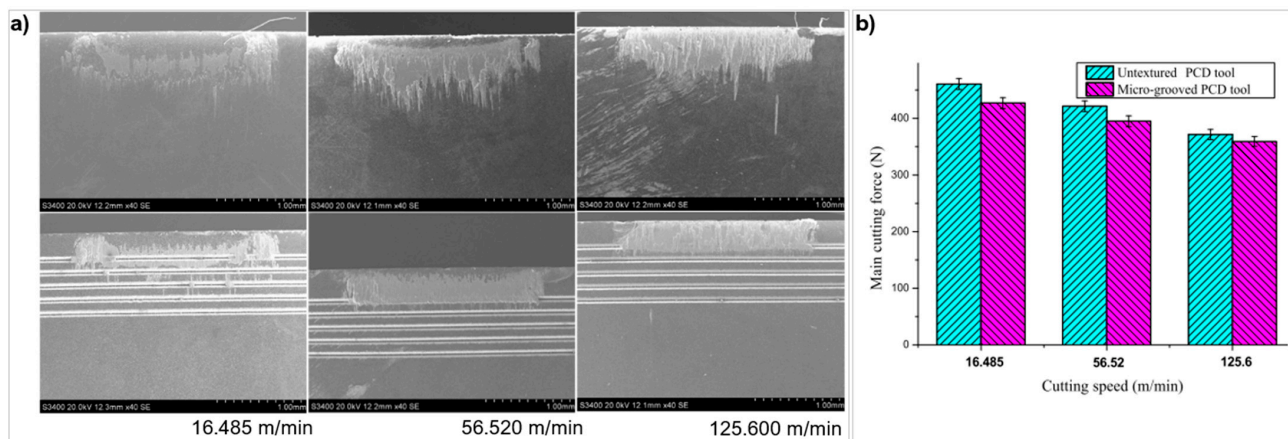 a)
S3400 20.0kV 12.2mm x40 SE 1.00mm
S3400 20.0kV 12.1mm x40 SE 1.00mm
S3400 20.0kV 12.2mm x40 SE 1.00mm
S3400 20.0kV 12.3mm x40 SE 1.00mm
S3400 20.0kV 12.2mm x40 SE 1.00mm
S3400 20.0kV 12.1mm x40 SE 1.00mm
16.485 m/min
56.520 m/min
125.600 m/min
b)
Untextured PCD tool
Micro-grooved PCD tool
Main cutting force (N)
400
300
200
100
0
16.485
56.52
125.6
Cutting speed (m/min)